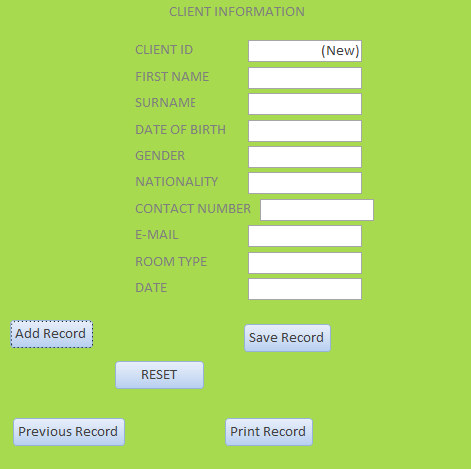 CLIENT INFORMATION
CLIENT ID (New)
FIRST NAME
SURNAME
DATE OF BIRTH
GENDER
NATIONALITY
CONTACT NUMBER
E-MAIL
ROOM TYPE
DATE
Add Record Save Record
RESET
Previous Record Print Record